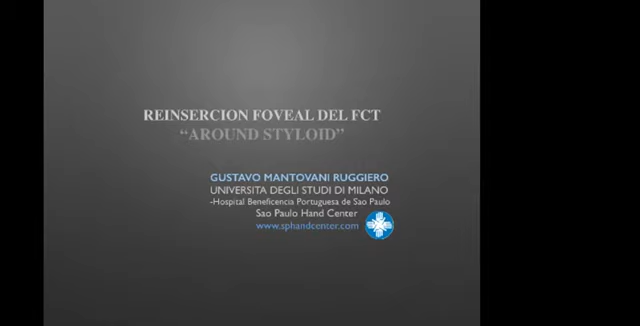 REINSERCION FOVEAL DEL FCT
“AROUND STYLOID”
GUSTAVO MANTOVANI RUGGIERO
UNIVERSITA DEGLI STUDI DI MILANO
-Hospital Beneficencia Portuguesa de Sao Paulo
Sao Paulo Hand Center
www.sphandcenter.com